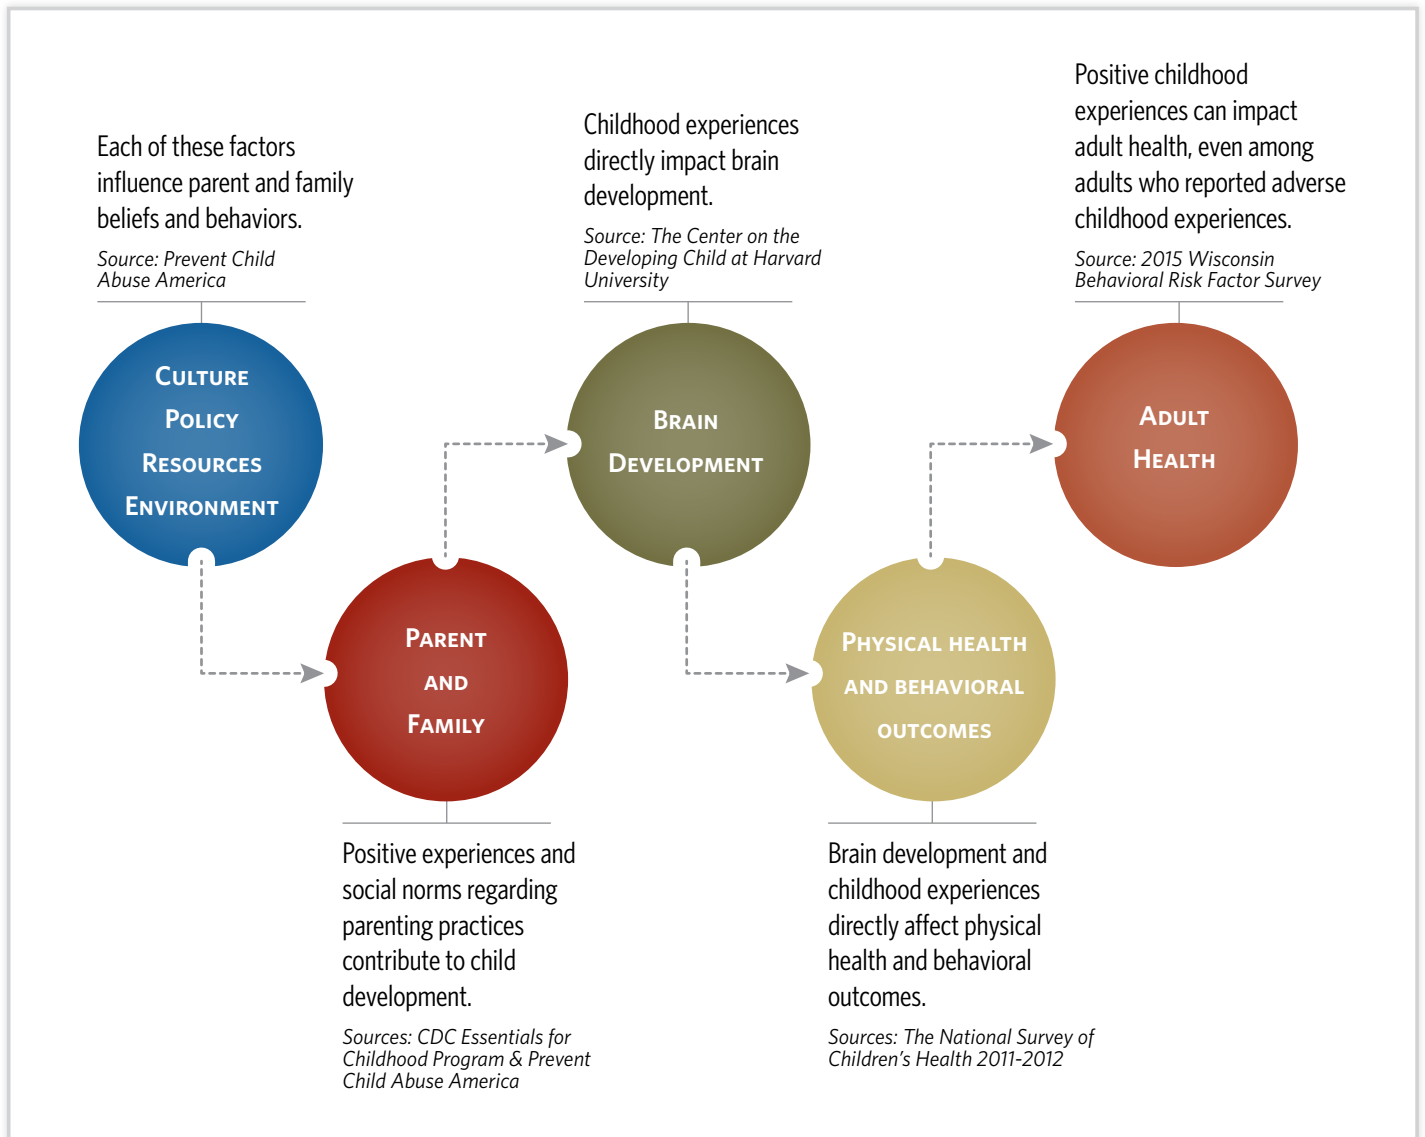 Each of these factors
influence parent and family
beliefs and behaviors.
Source: Prevent Child
Abuse America
CULTURE
POLICY
RESOURCES
ENVIRONMENT
PARENT
AND
FAMILY
Positive experiences and
social norms regarding
parenting practices
contribute to child
development.
Sources: CDC Essentials for
Childhood Program & Prevent
Child Abuse America
Childhood experiences
directly impact brain
development.
Source: The Center on the
Developing Child at Harvard
University
BRAIN
DEVELOPMENT
PHYSICAL HEALTH
AND BEHAVIORAL
OUTCOMES
Brain development and
childhood experiences
directly affect physical
health and behavioral
outcomes.
Sources: The National Survey of
Children’s Health 2011-2012
Positive childhood
experiences can impact
adult health, even among
adults who reported adverse
childhood experiences.
Source: 2015 Wisconsin
Behavioral Risk Factor Survey
ADULT
HEALTH